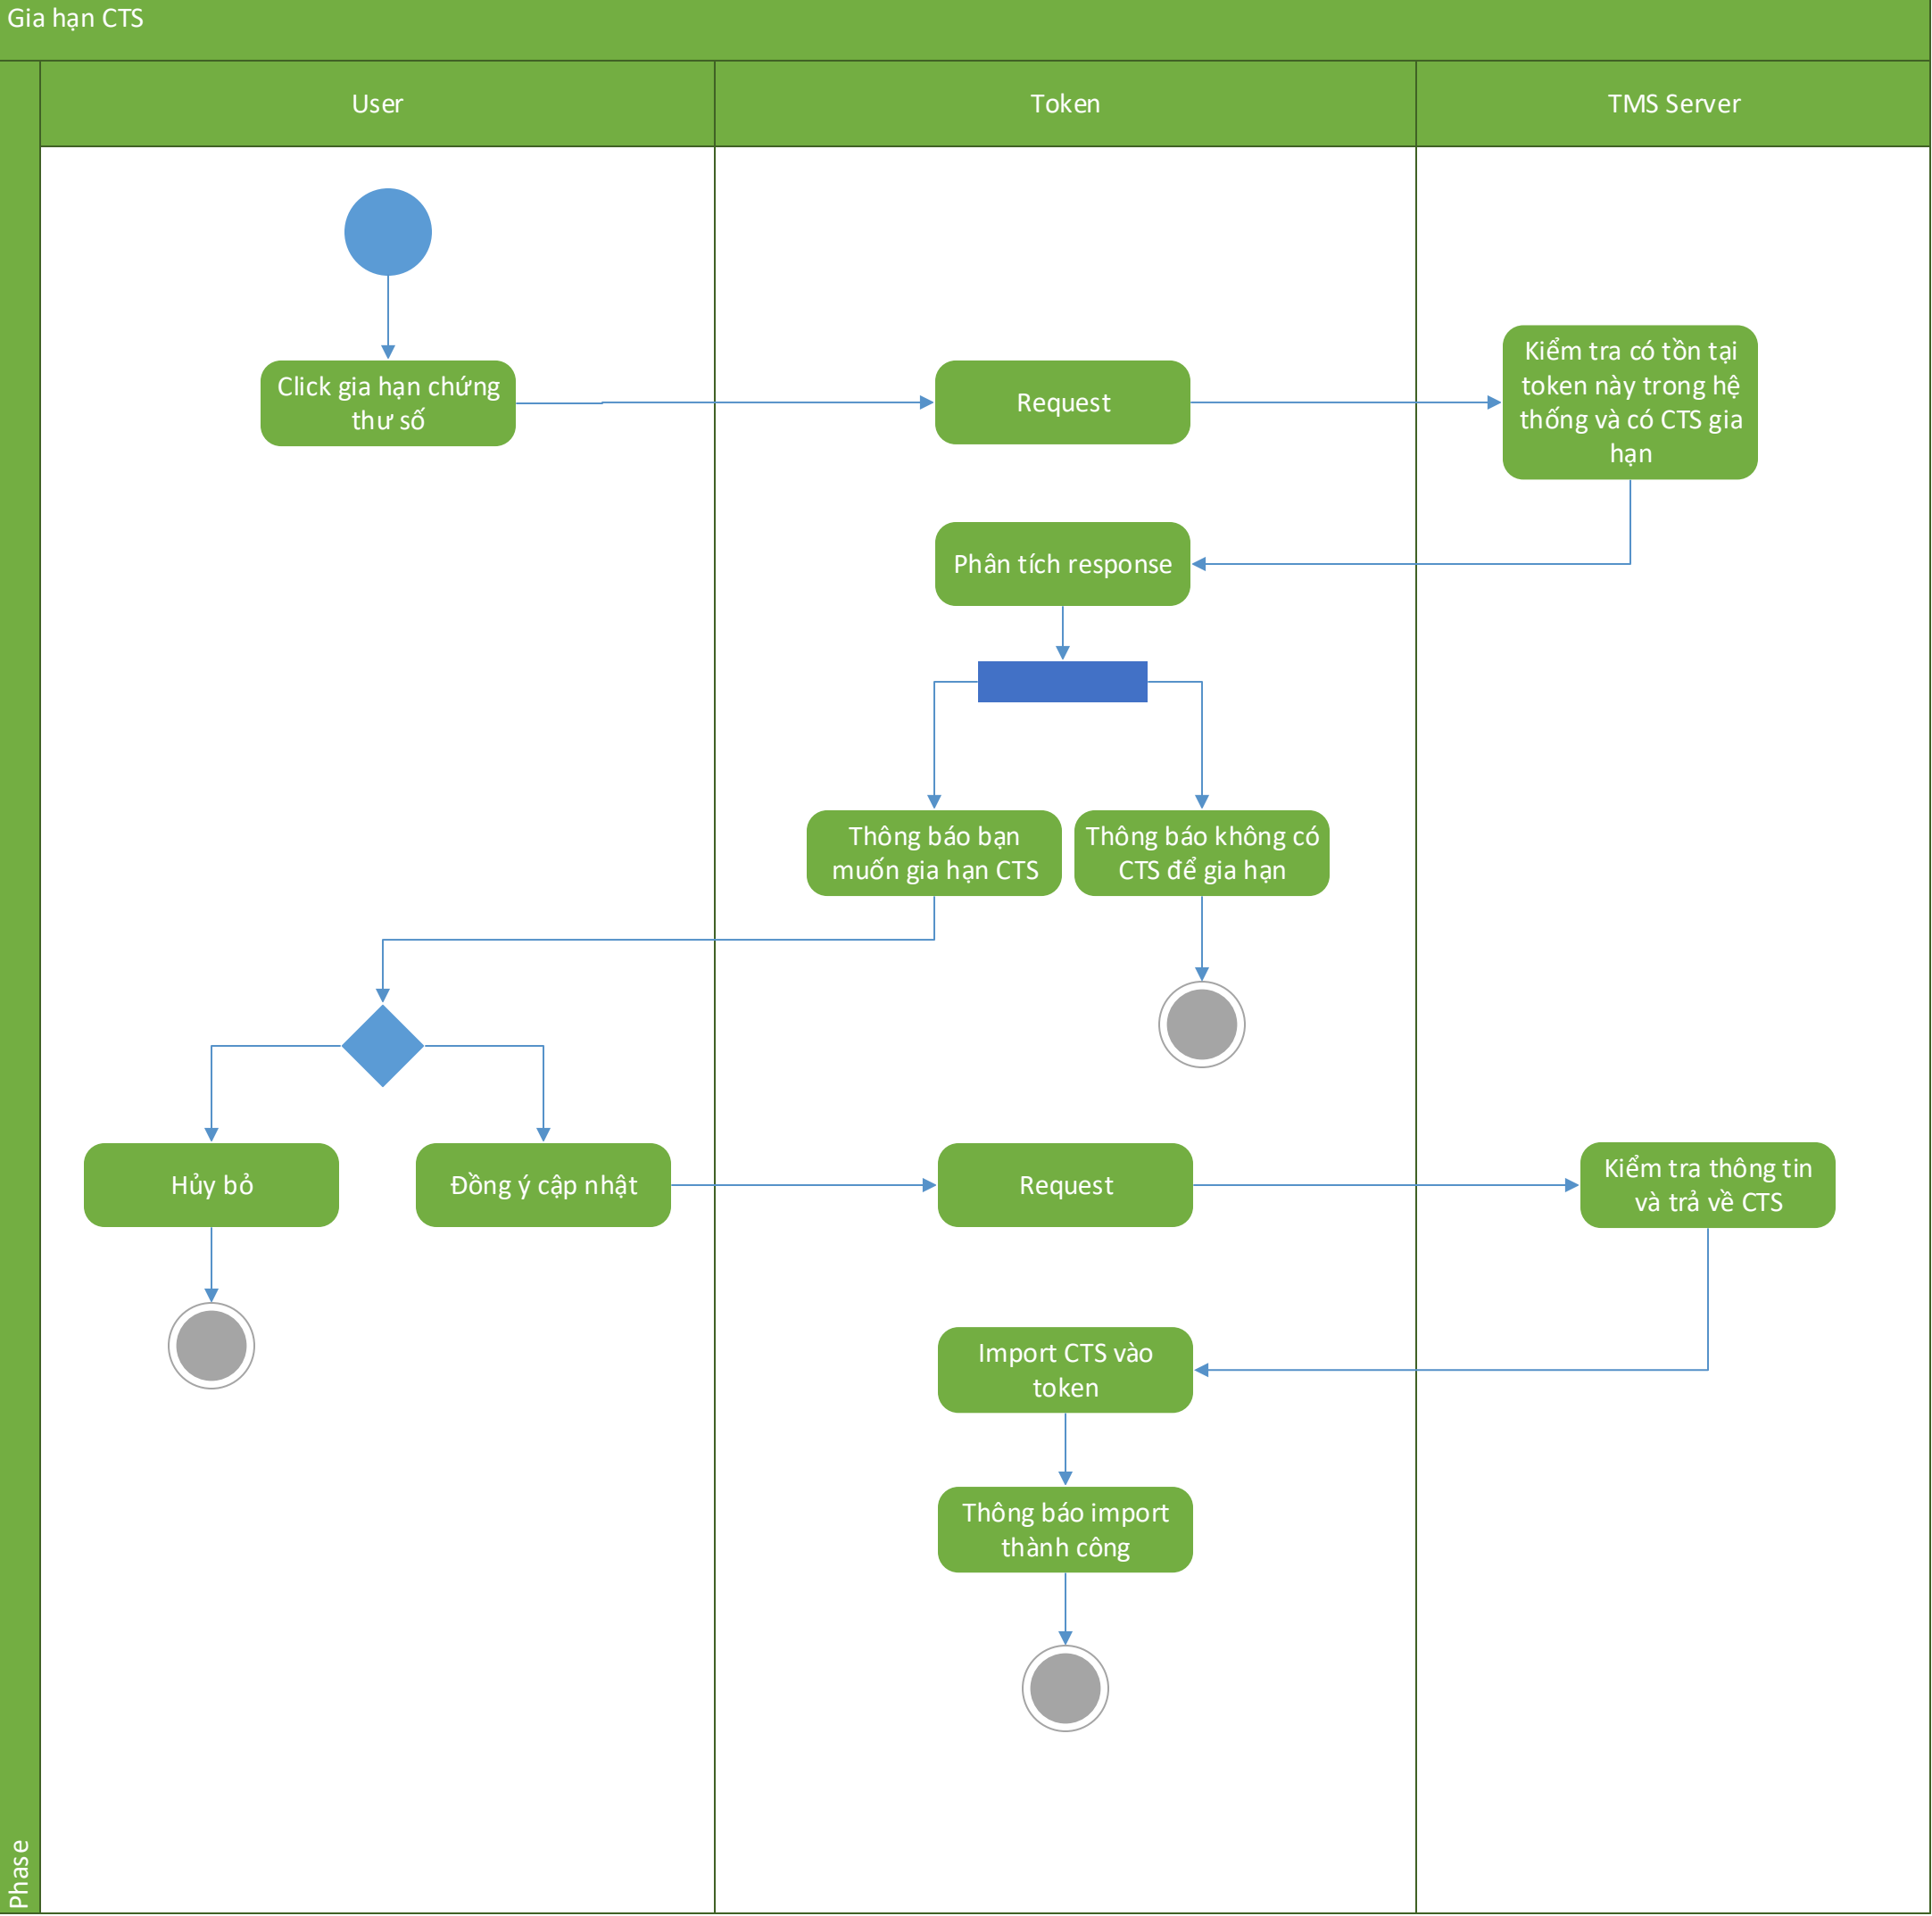 Gia hạn CTS
User
Token
TMS Server
Click gia hạn chứng
thư số
Request
Kiểm tra có tồn tại
token này trong hệ
thống và có CTS gia
hạn
Phân tích response
Thông báo bạn
muốn gia hạn CTS
Thông báo không có
CTS để gia hạn
Hủy bỏ
Đồng ý cập nhật
Request
Kiểm tra thông tin
và trả về CTS
Import CTS vào
token
Thông báo import
thành công
Phase